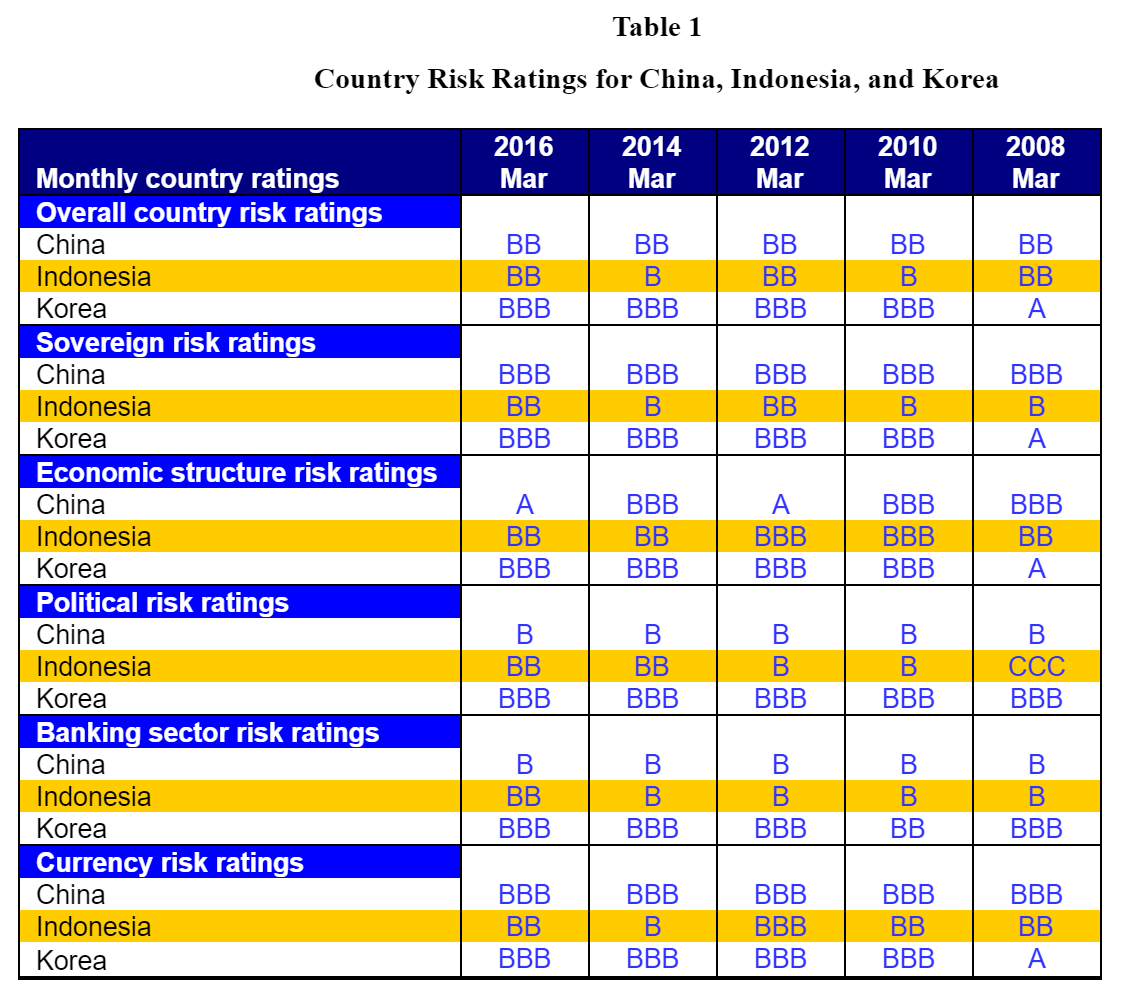 Table 1
Country Risk Ratings for China, Indonesia, and Korea
2016 2014 2012 2010 2008
Monthly country ratings Mar Mar Mar Mar Mar
Overall country risk ratings
China BB BB BB BB BB
Indonesia BB B BB B BB
Korea BBB BBB BBB BBB A
Sovereign risk ratings
China BBB BBB BBB BBB BBB
Indonesia BB B BB B B
Korea BBB BBB BBB BBB A
Economic structure risk ratings
China A BBB A BBB BBB
Indonesia BB BB BBB BBB BB
Korea BBB BBB BBB BBB A
Political risk ratings
China B B B B B
Indonesia BB BB B B CCC
Korea BBB BBB BBB BBB BBB
Banking sector risk ratings
China B B B B B
Indonesia BB B B B B
Korea BBB BBB BBB BB BBB
Currency risk ratings
China BBB BBB BBB BBB BBB
Indonesia BB B BBB BB BB
Korea BBB BBB BBB BBB A